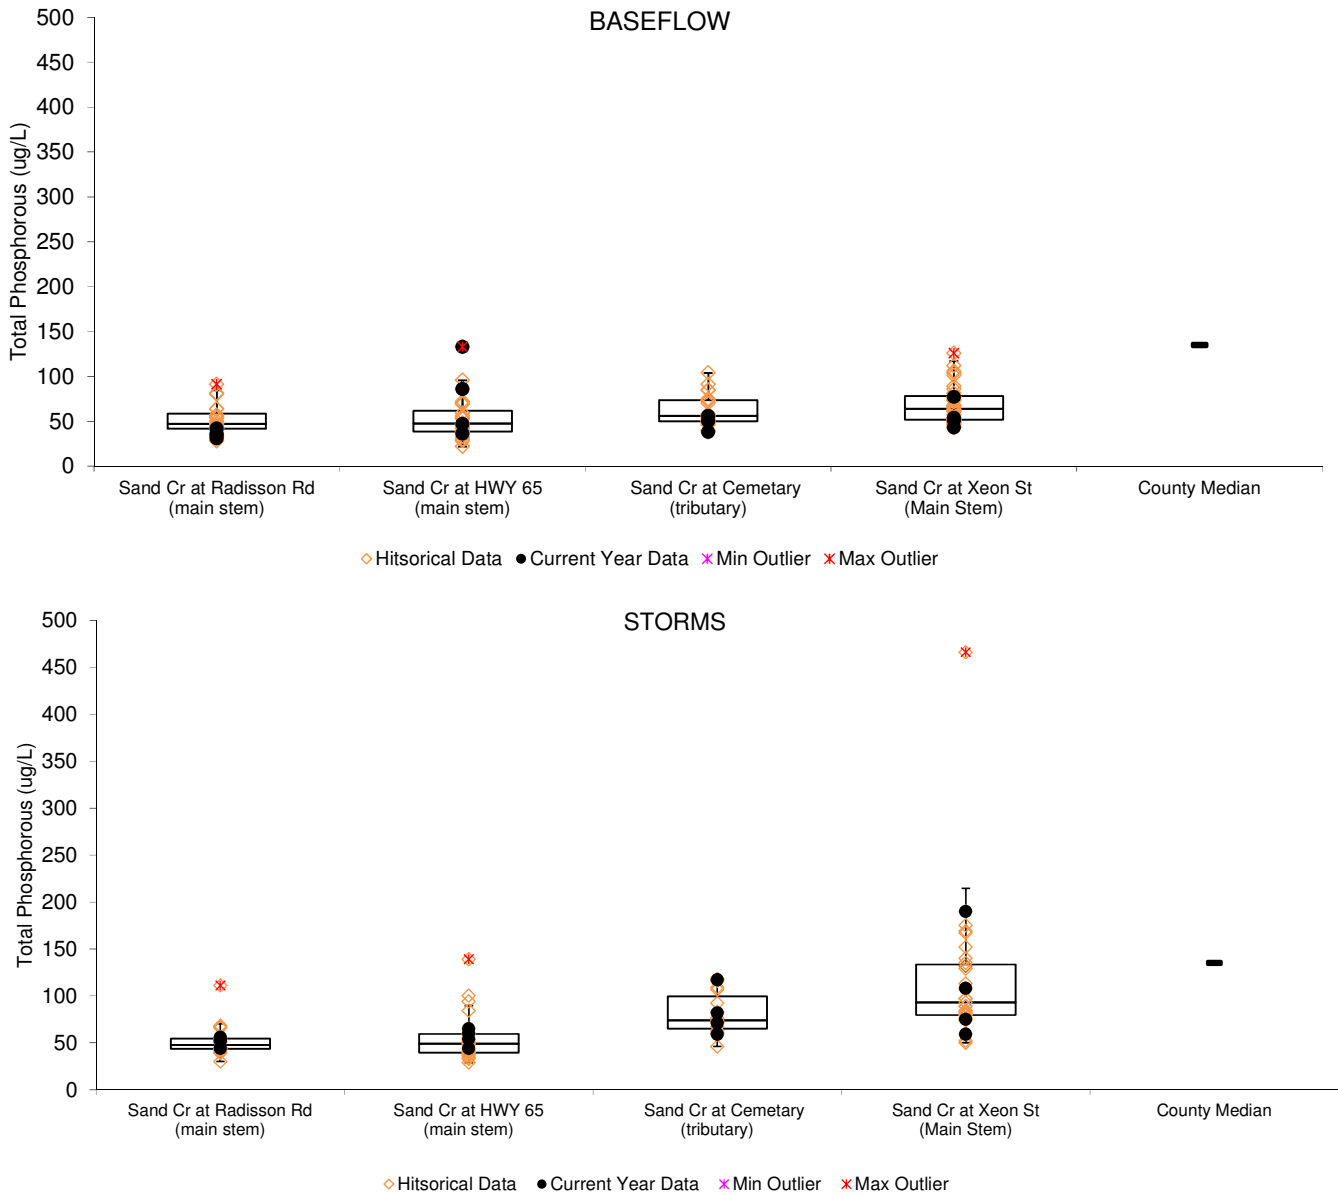 BASEFLOW
500
450
400
350
300
250
200
150
100
50
0
Total Phosphorous (ug/L)
Sand Cr at Radisson Rd
(main stem)
Sand Cr at HWY 65
(main stem)
Sand Cr at Cemetary
(tributary)
Sand Cr at Xeon St
(Main Stem)
County Median
Hitsorical Data Current Year Data Min Outlier Max Outlier
STORMS
500
450
400
350
300
250
200
150
100
50
0
Total Phosphorous (ug/L)
Sand Cr at Radisson Rd
(main stem)
Sand Cr at HWY 65
(main stem)
Sand Cr at Cemetary
(tributary)
Sand Cr at Xeon St
(Main Stem)
County Median
Hitsorical Data Current Year Data Min Outlier Max Outlier